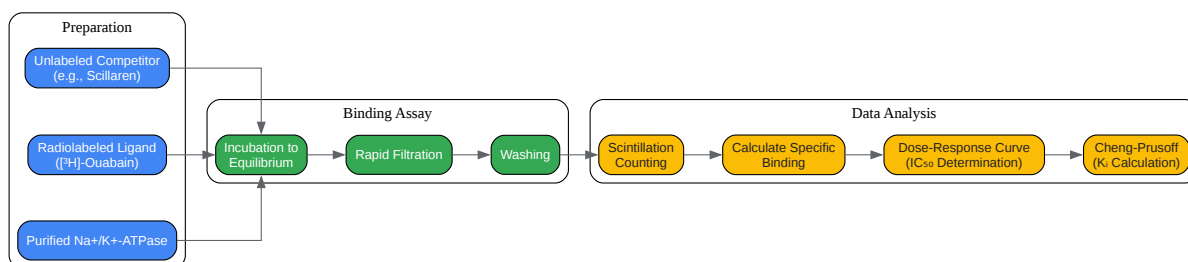 Preparation
Unlabeled Competitor
(e.g., Scillaren)
Radiolabeled Ligand
([³H]-Ouabain)
Purified Na+/K+-ATPase
Binding Assay
Incubation to
Equilibrium
Rapid Filtration
Washing
Data Analysis
Scintillation
Counting
Calculate Specific
Binding
Dose-Response Curve
(IC₅₀ Determination)
Cheng-Prusoff
(Kᵢ Calculation)